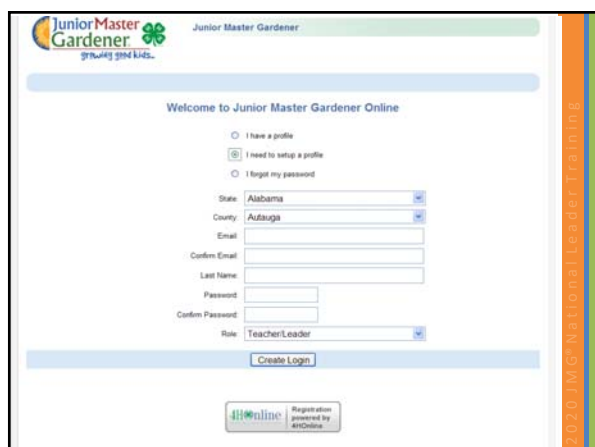 Junior Master
Gardener®
growing good kids™
Junior Master Gardener
Welcome to Junior Master Gardener Online
I have a profile
I need to setup a profile
I forgot my password
State: Alabama
County: Autauga
Email:
Confirm Email:
Last Name:
Password:
Confirm Password:
Role: Teacher/Leader
Create Login
4HOnline
Registration
powered by
4HOnline
2020 JMG® National Leader Training